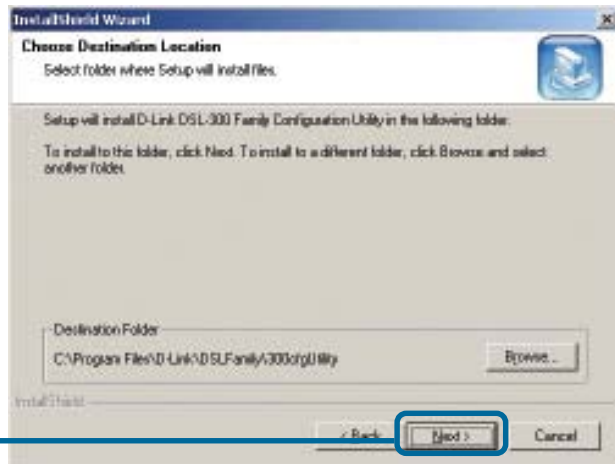 InstallShield Wizard
Choose Destination Location
Select folder where Setup will install files.
Setup will install D-Link DSL-300 Family Configuration Utility in the following folder.
To install to this folder, click Next. To install to a different folder, click Browse and select
another folder.
Destination Folder
C:\Program Files\D-Link\DSLFamily\300cfgUtility
Browse...
InstallShield
< Back
Next >
Cancel